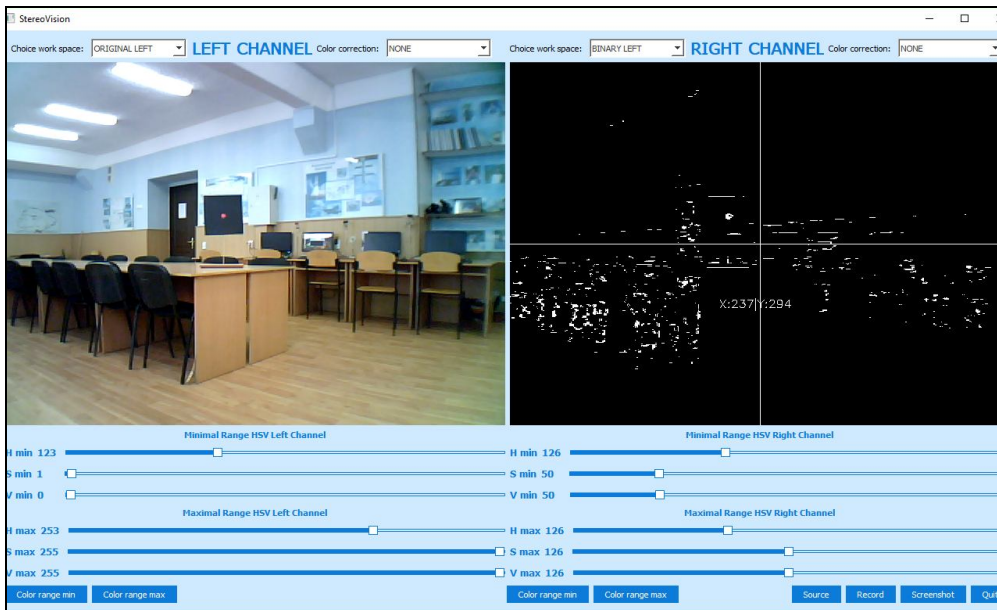 StereoVision
Choice work space: ORIGINAL LEFT LEFT CHANNEL Color correction: NONE
Choice work space: BINARY LEFT RIGHT CHANNEL Color correction: NONE
X:237|Y:294
Minimal Range HSV Left Channel
H min 123
S min 1
V min 0
Maximal Range HSV Left Channel
H max 253
S max 255
V max 255
Color range min Color range max
Minimal Range HSV Right Channel
H min 126
S min 50
V min 50
Maximal Range HSV Right Channel
H max 126
S max 126
V max 126
Color range min Color range max Source Record Screenshot Quit